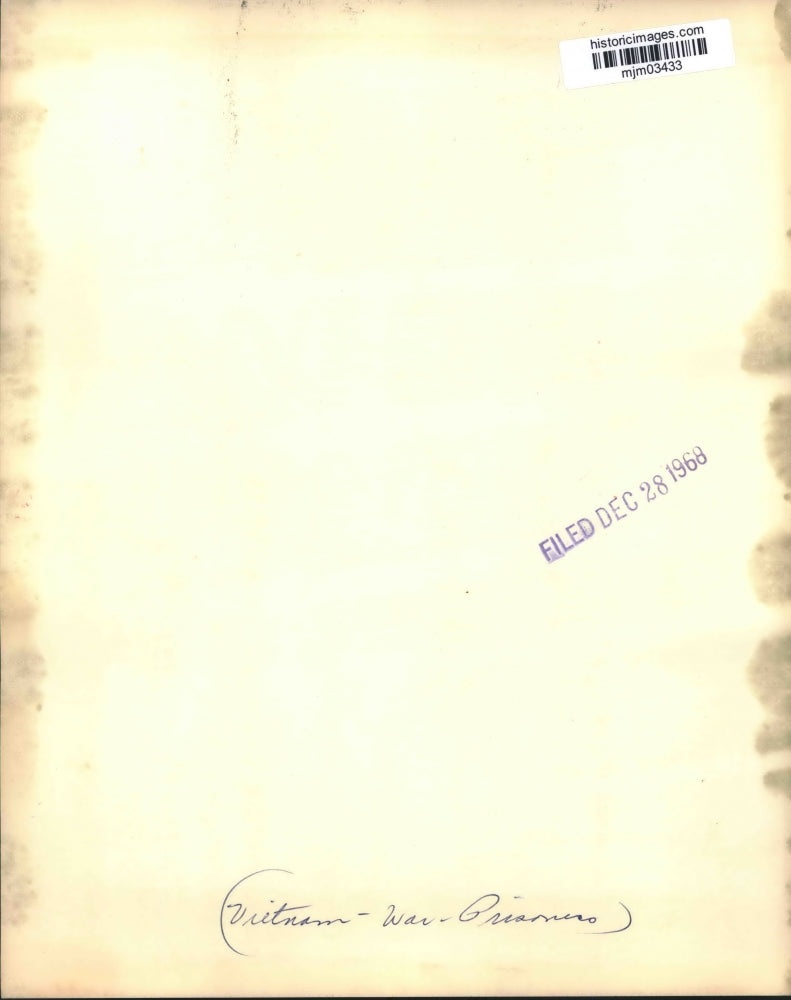 historicimages.com
mjm03433
FILED DEC 28 1968
(Vietnam - War - Prisoners)